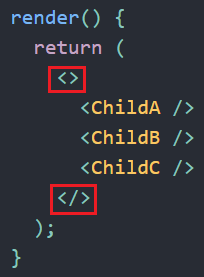 render() {
return (
<>
<ChildA />
<ChildB />
<ChildC />
</>
);
}